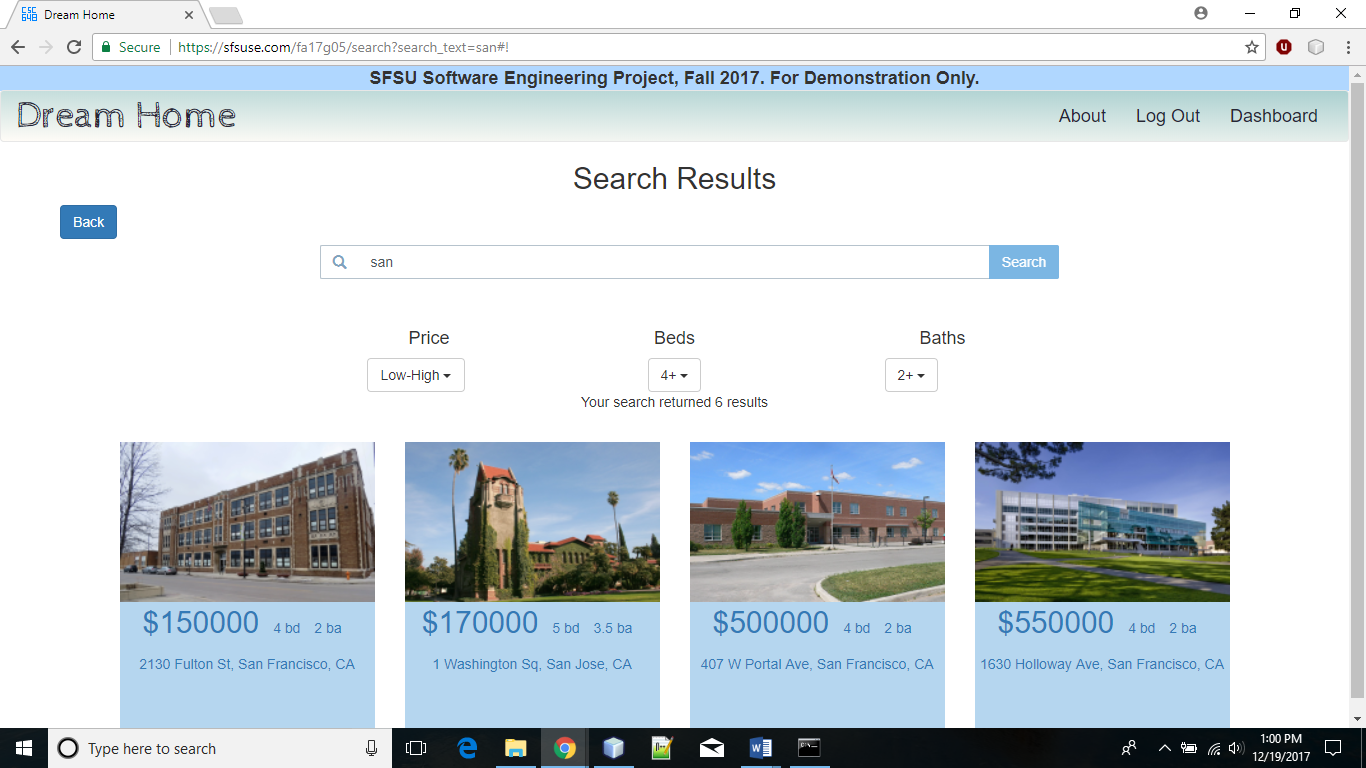 Dream Home
Secure https://sfsuse.com/fa17g05/search?search_text=san#!
SFSU Software Engineering Project, Fall 2017. For Demonstration Only.
Dream Home About Log Out Dashboard
Search Results
Back
san Search
Price Beds Baths
Low-High 4+ 2+
Your search returned 6 results
$150000 4 bd 2 ba
2130 Fulton St, San Francisco, CA
$170000 5 bd 3.5 ba
1 Washington Sq, San Jose, CA
$500000 4 bd 2 ba
407 W Portal Ave, San Francisco, CA
$550000 4 bd 2 ba
1630 Holloway Ave, San Francisco, CA
Type here to search
1:00 PM
12/19/2017